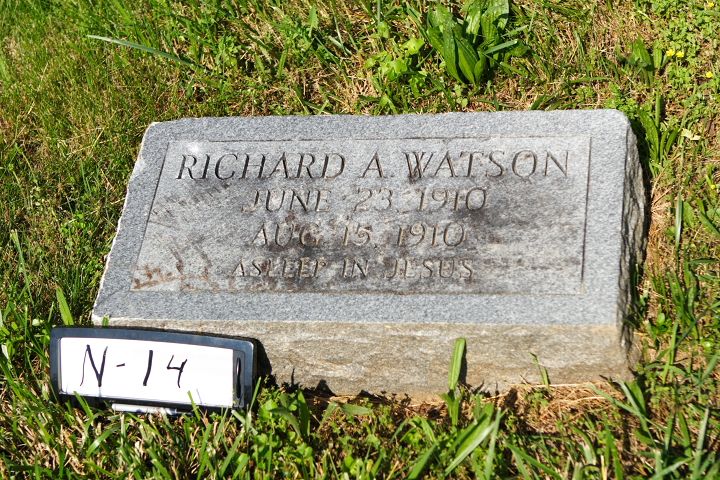 RICHARD A. WATSON
JUNE 23, 1910
AUG. 15, 1910
ASLEEP IN JESUS
N-14